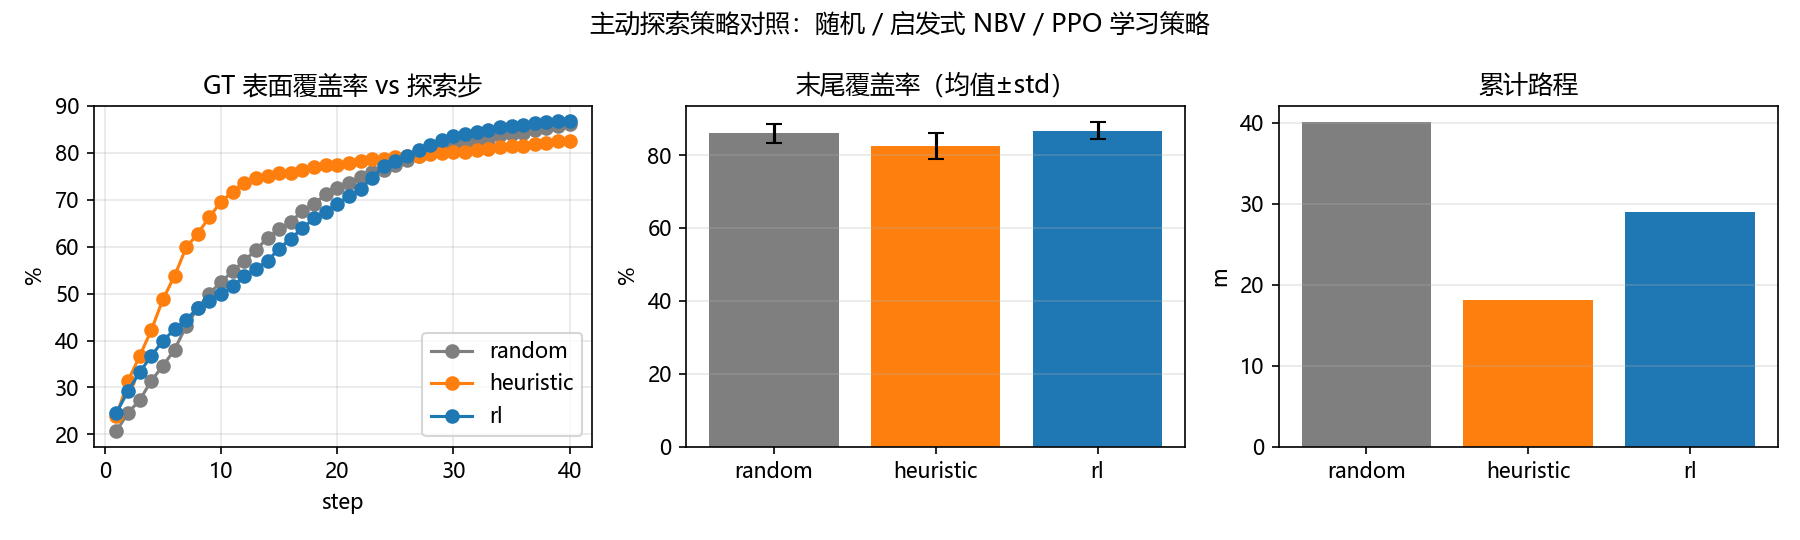 主动探索策略对照：随机 / 启发式 NBV / PPO 学习策略
GT 表面覆盖率 vs 探索步
90
80
70
60
50
40
30
20
%
0
10
20
30
40
step
random
heuristic
rl
末尾覆盖率（均值±std）
80
60
40
20
0
%
random
heuristic
rl
累计路程
40
30
20
10
0
m
random
heuristic
rl